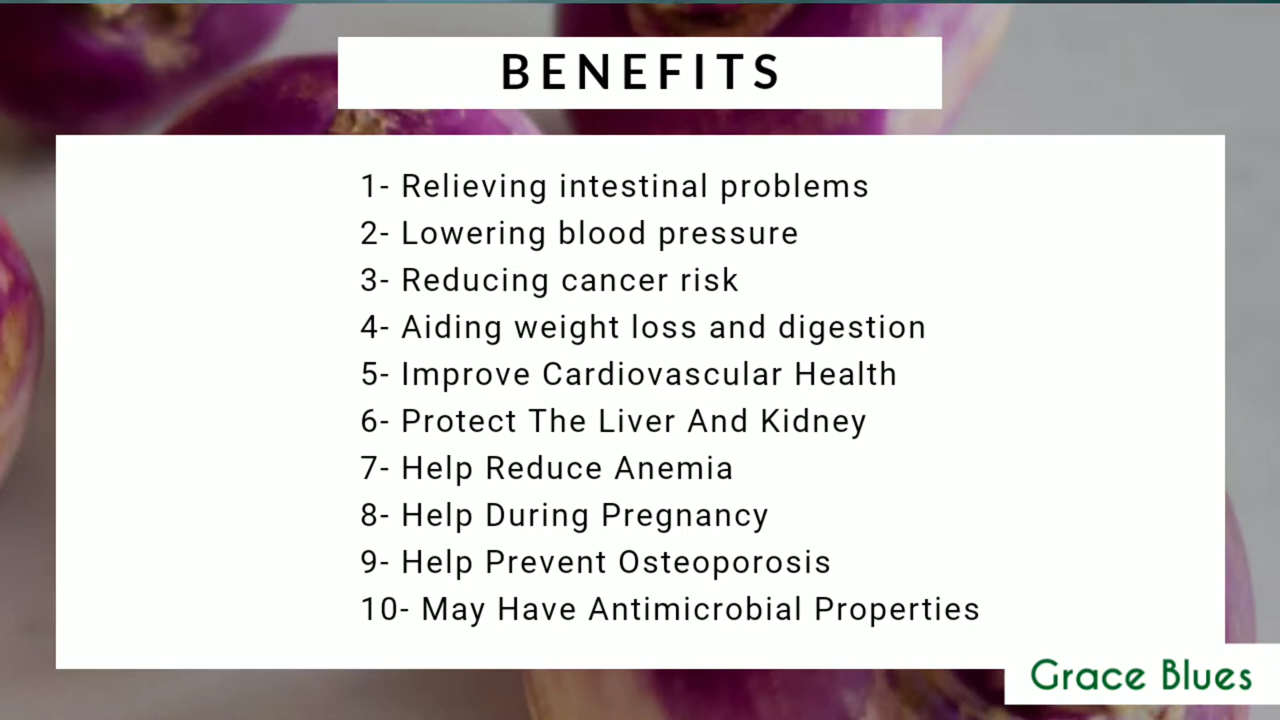 BENEFITS
1- Relieving intestinal problems
2- Lowering blood pressure
3- Reducing cancer risk
4- Aiding weight loss and digestion
5- Improve Cardiovascular Health
6- Protect The Liver And Kidney
7- Help Reduce Anemia
8- Help During Pregnancy
9- Help Prevent Osteoporosis
10- May Have Antimicrobial Properties
Grace Blues